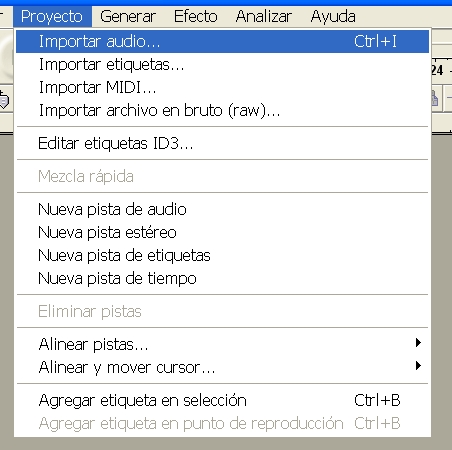 Proyecto Generar Efecto Analizar Ayuda
Importar audio... Ctrl+I
Importar etiquetas...
24
Importar MIDI...
Importar archivo en bruto (raw)...
Editar etiquetas ID3...
Mezcla rápida
Nueva pista de audio
Nueva pista estéreo
Nueva pista de etiquetas
Nueva pista de tiempo
Eliminar pistas
Alinear pistas...
Alinear y mover cursor...
Agregar etiqueta en selección Ctrl+B
Agregar etiqueta en punto de reproducción Ctrl+B